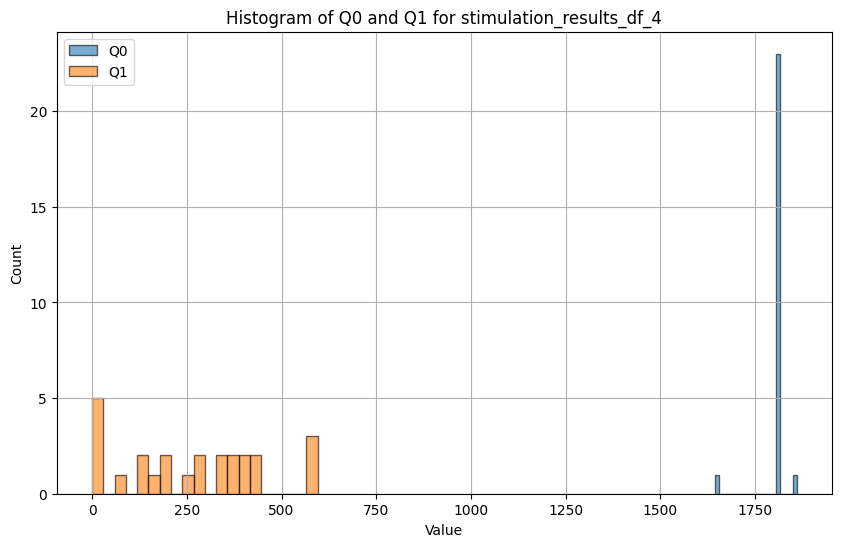 Histogram of Q0 and Q1 for stimulation_results_df_4
Q0
Q1
Count
20
15
10
5
0
0 250 500 750 1000 1250 1500 1750
Value